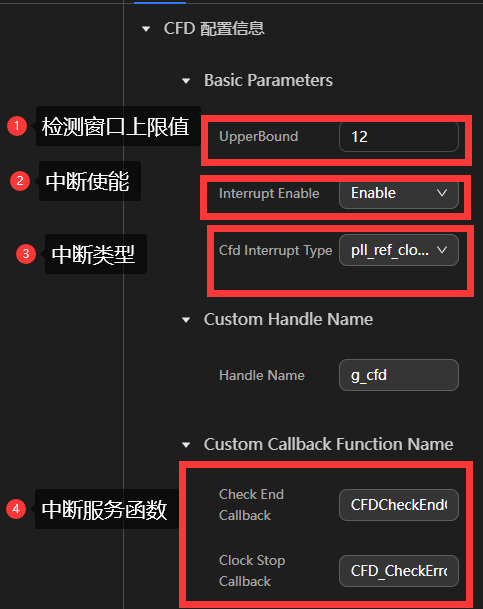 CFD 配置信息
Basic Parameters
1 检测窗口上限值
UpperBound 12
2 中断使能
Interrupt Enable Enable
3 中断类型
Cfd Interrupt Type pll_ref_clo...
Custom Handle Name
Handle Name g_cfd
Custom Callback Function Name
4 中断服务函数
Check End
Callback
CFDCheckEnd
Clock Stop
Callback
CFD_CheckErro